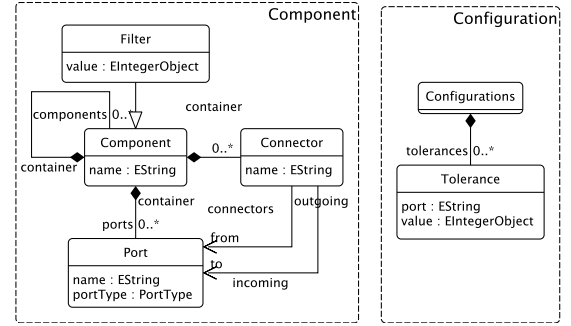 Component
Filter
value : EIntegerObject
components 0..*
container
Component
name : EString
0..*
Connector
name : EString
container
container
ports 0..*
connectors
outgoing
from
to
incoming
Port
name : EString
portType : PortType
Configuration
Configurations
tolerances 0..*
Tolerance
port : EString
value : EIntegerObject